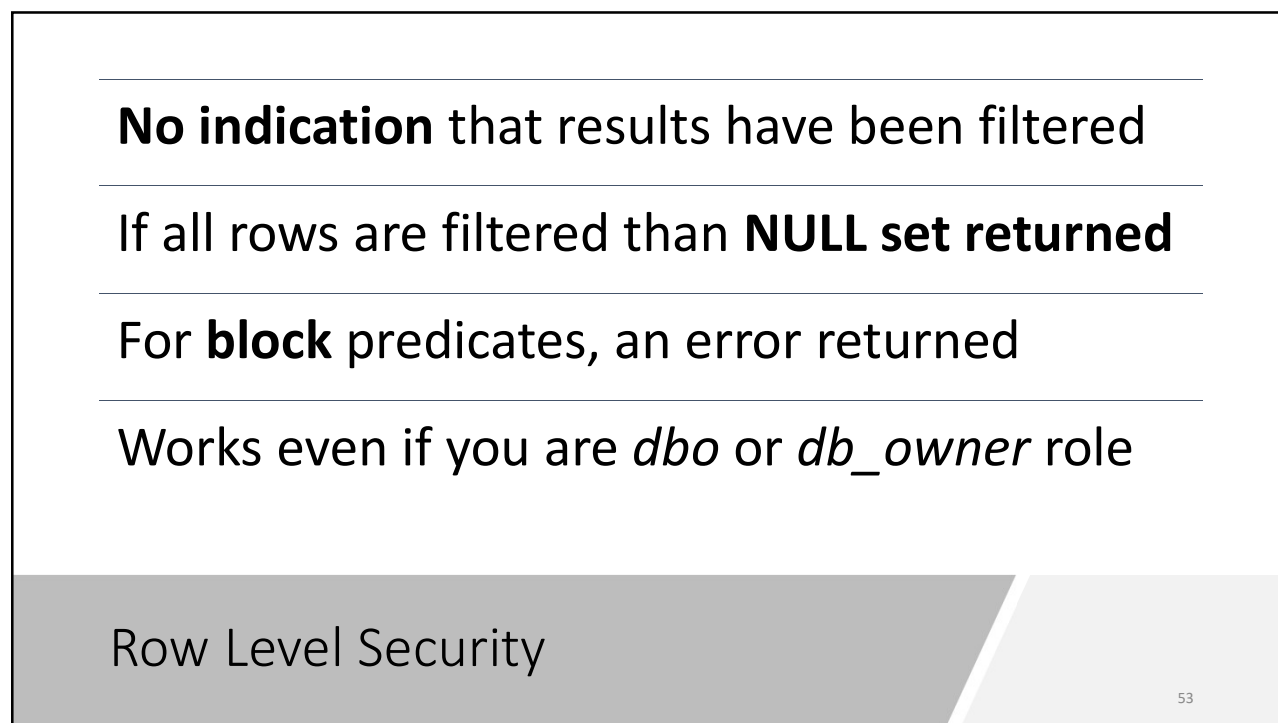 No indication that results have been filtered
If all rows are filtered than NULL set returned
For block predicates, an error returned
Works even if you are dbo or db_owner role
Row Level Security
53